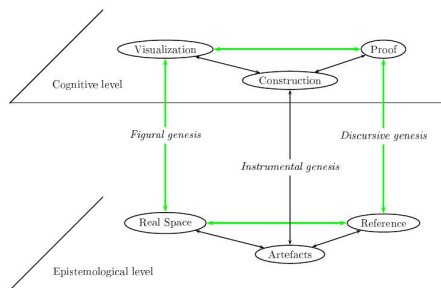 Visualization
Proof
Construction
Cognitive level
Figural genesis
Discursive genesis
Instrumental genesis
Real Space
Reference
Artefacts
Epistemological level